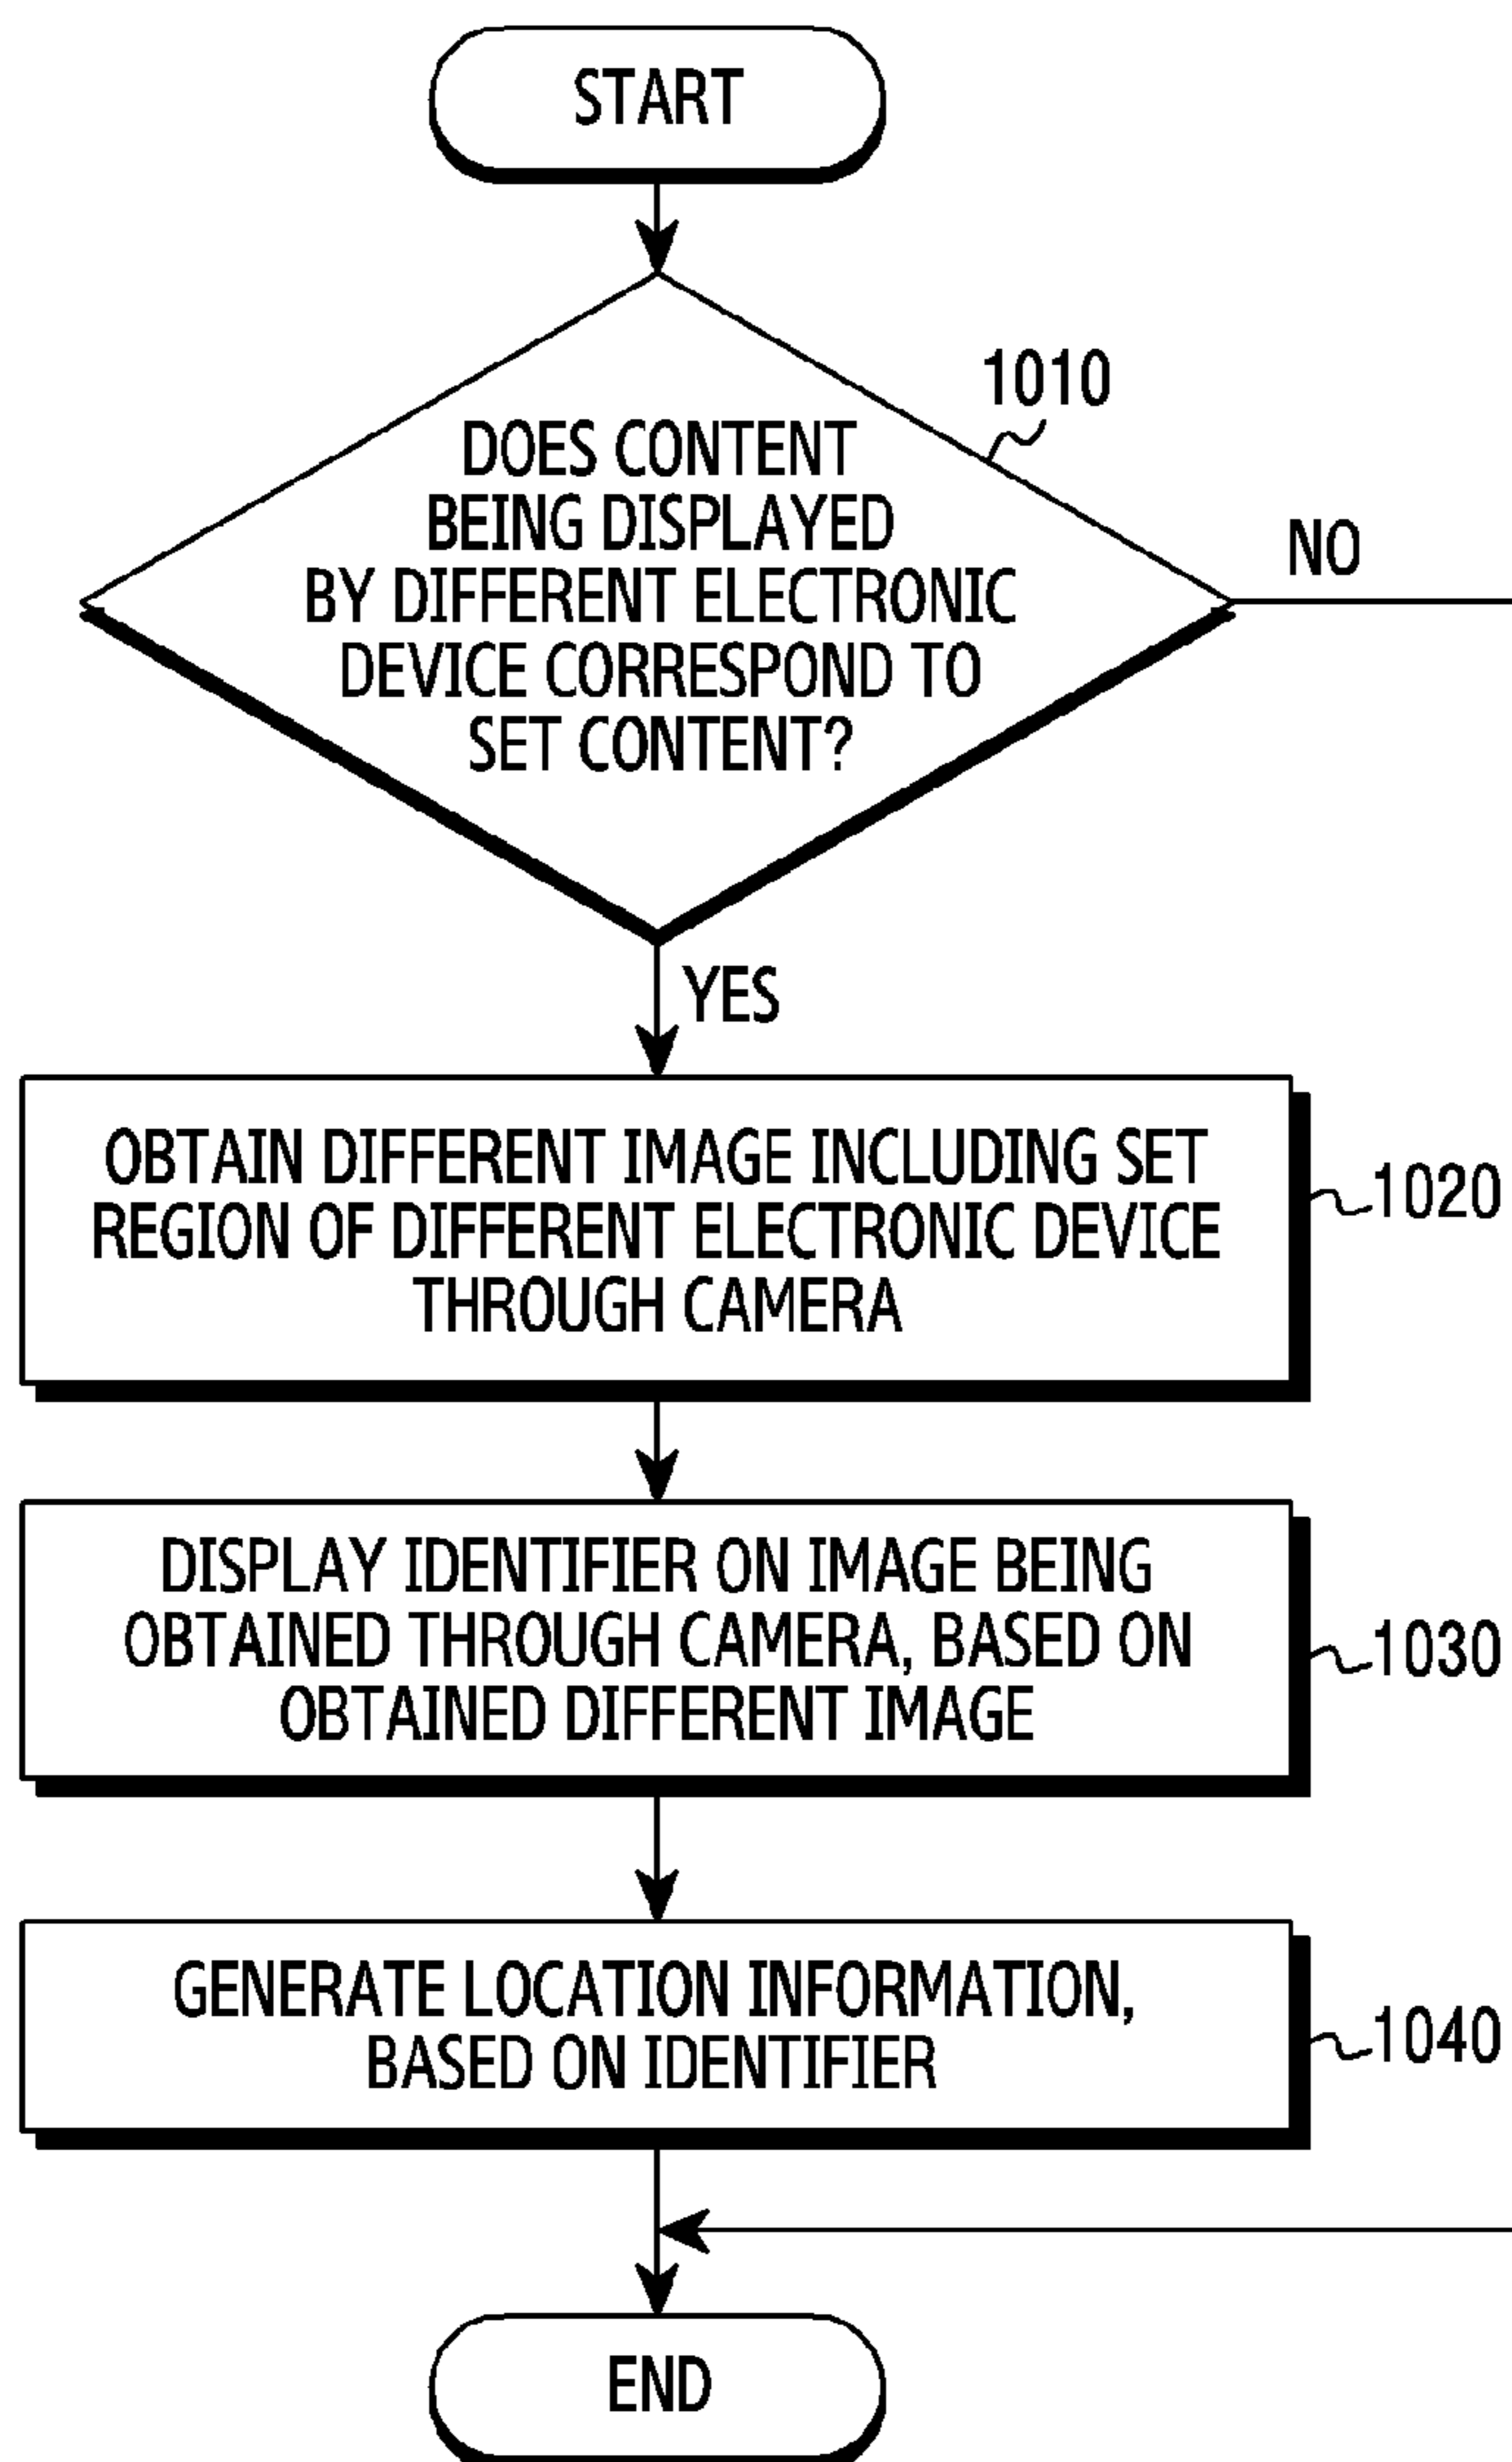 START
1010
DOES CONTENT
BEING DISPLAYED
BY DIFFERENT ELECTRONIC
DEVICE CORRESPOND TO
SET CONTENT?
NO
YES
OBTAIN DIFFERENT IMAGE INCLUDING SET
REGION OF DIFFERENT ELECTRONIC DEVICE
THROUGH CAMERA
1020
DISPLAY IDENTIFIER ON IMAGE BEING
OBTAINED THROUGH CAMERA, BASED ON
OBTAINED DIFFERENT IMAGE
1030
GENERATE LOCATION INFORMATION,
BASED ON IDENTIFIER
1040
END